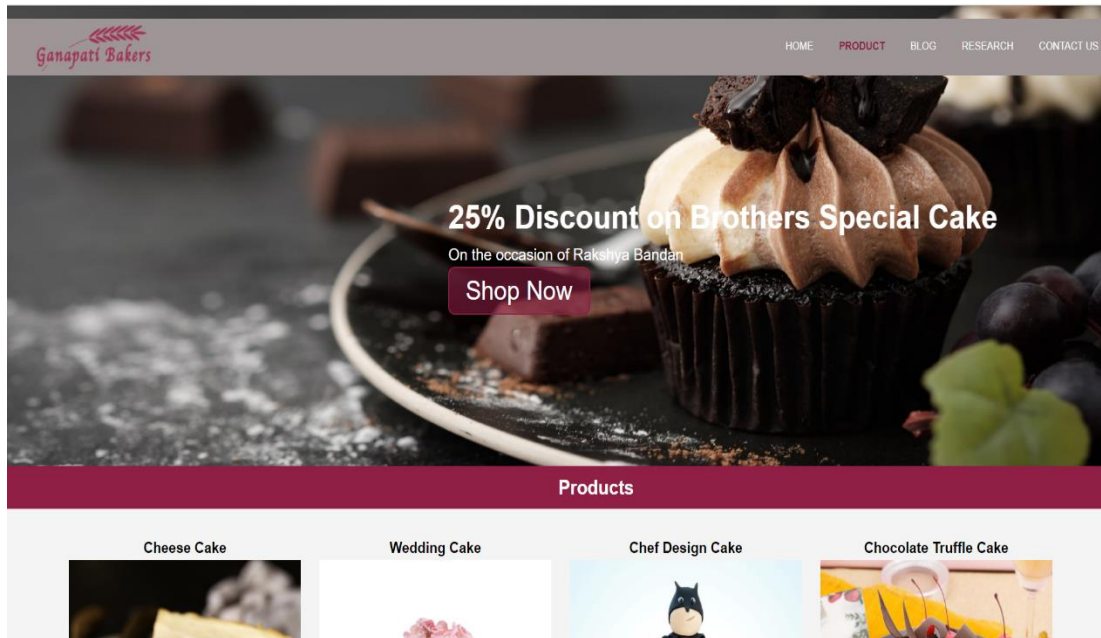 Ganapati Bakers
HOME PRODUCT BLOG RESEARCH CONTACT US
25% Discount on Brothers Special Cake
On the occasion of Rakshya Bandan
Shop Now
Products
Cheese Cake Wedding Cake Chef Design Cake Chocolate Truffle Cake